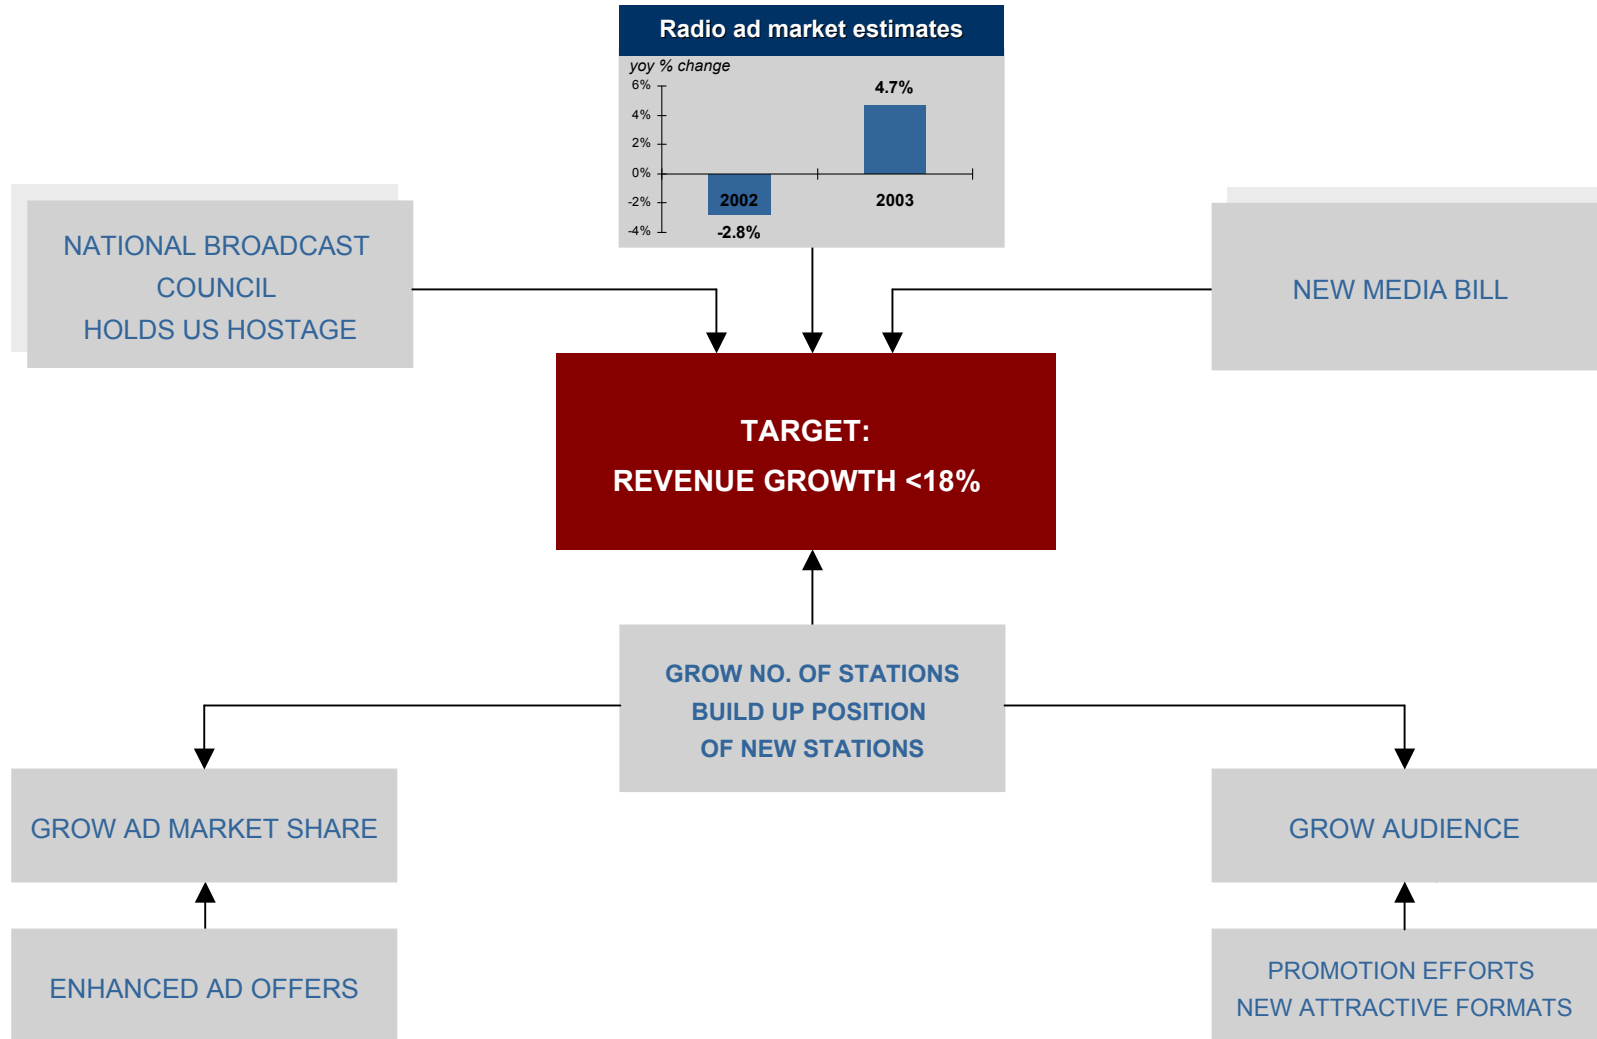 Radio ad market estimates
yoy % change
6%
4.7%
4%
2%
0%
-2%
2002
2003
-4%
-2.8%
NATIONAL BROADCAST
COUNCIL
HOLDS US HOSTAGE
NEW MEDIA BILL
TARGET:
REVENUE GROWTH <18%
GROW NO. OF STATIONS
BUILD UP POSITION
OF NEW STATIONS
GROW AD MARKET SHARE
GROW AUDIENCE
ENHANCED AD OFFERS
PROMOTION EFFORTS
NEW ATTRACTIVE FORMATS